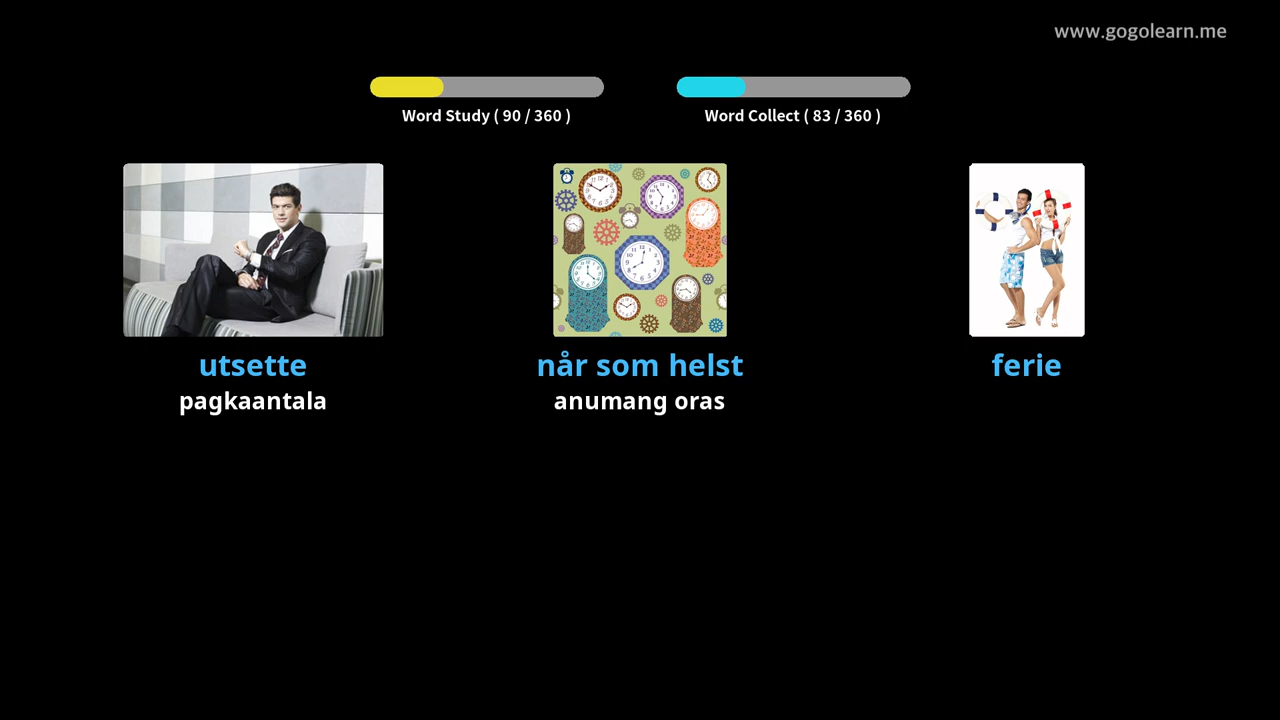 www.gogolearn.me
Word Study ( 90 / 360 )
Word Collect ( 83 / 360 )
utsette
pagkaantala
når som helst
anumang oras
ferie